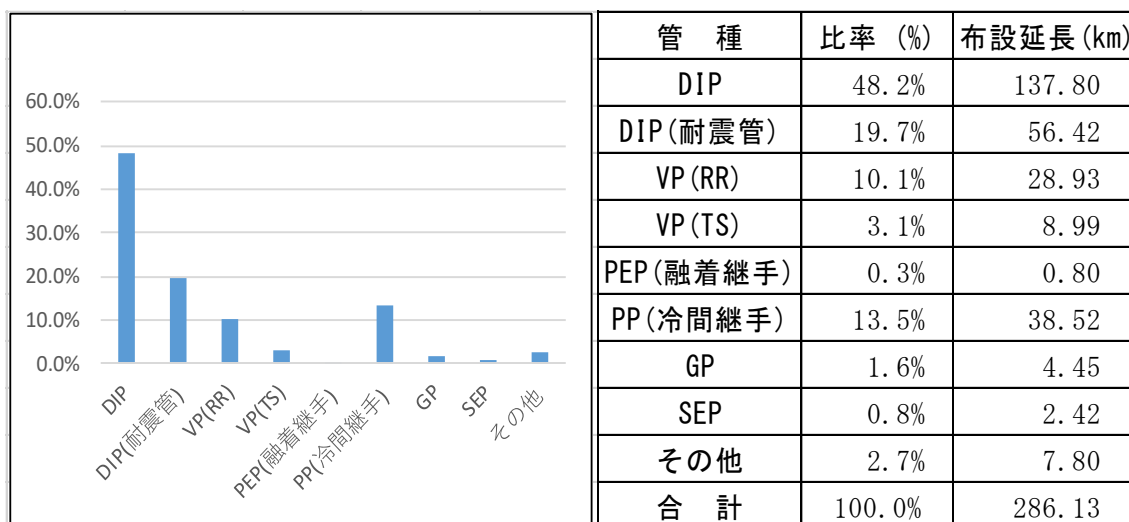 60.0%
50.0%
40.0%
30.0%
20.0%
10.0%
0.0%
DIP
DIP(耐震管)
VP(RR)
VP(TS)
PEP(融着継手)
PP(冷間継手)
GP
SEP
その他
管 種 比率 (%) 布設延長(km)
DIP 48.2% 137.80
DIP(耐震管) 19.7% 56.42
VP(RR) 10.1% 28.93
VP(TS) 3.1% 8.99
PEP(融着継手) 0.3% 0.80
PP(冷間継手) 13.5% 38.52
GP 1.6% 4.45
SEP 0.8% 2.42
その他 2.7% 7.80
合 計 100.0% 286.13